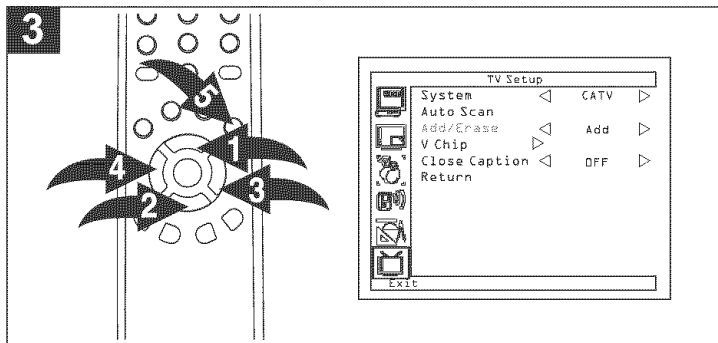 3
5
1
4
3
2
TV Setup
System ◁ CATV ▷
Auto Scan
Add/Erase ◁ Add ▷
V Chip ▷
Close Caption ◁ OFF ▷
Return
Exit